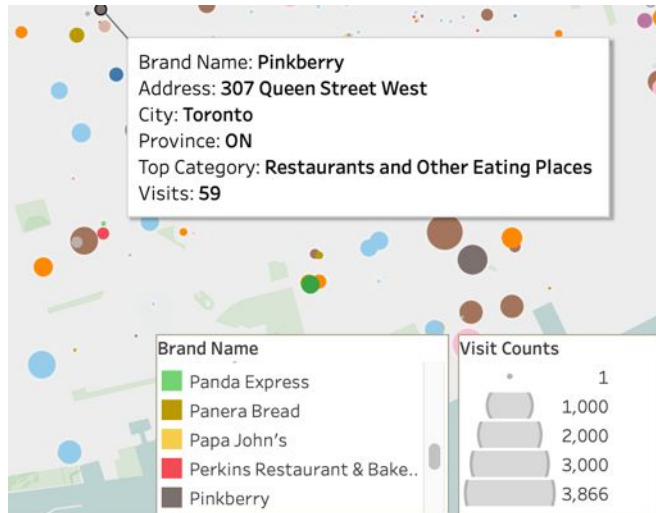 Brand Name: Pinkberry
Address: 307 Queen Street West
City: Toronto
Province: ON
Top Category: Restaurants and Other Eating Places
Visits: 59
Brand Name
Panda Express
Panera Bread
Papa John's
Perkins Restaurant & Bake..
Pinkberry
Visit Counts
1
1,000
2,000
3,000
3,866